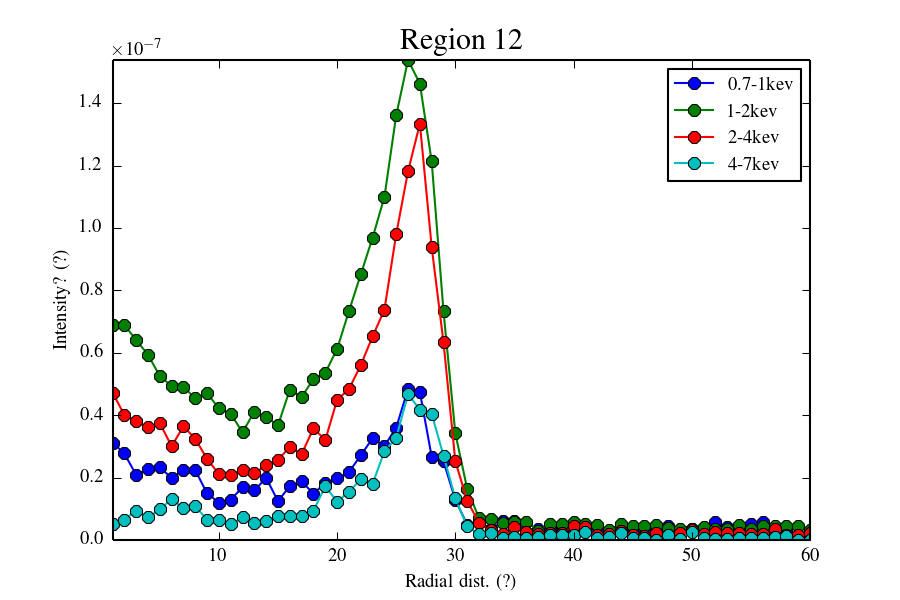 Region 12
×10⁻⁷
1.4
1.2
1.0
0.8
0.6
0.4
0.2
0.0
Intensity? (?)
0.7-1kev
1-2kev
2-4kev
4-7kev
10 20 30 40 50 60
Radial dist. (?)